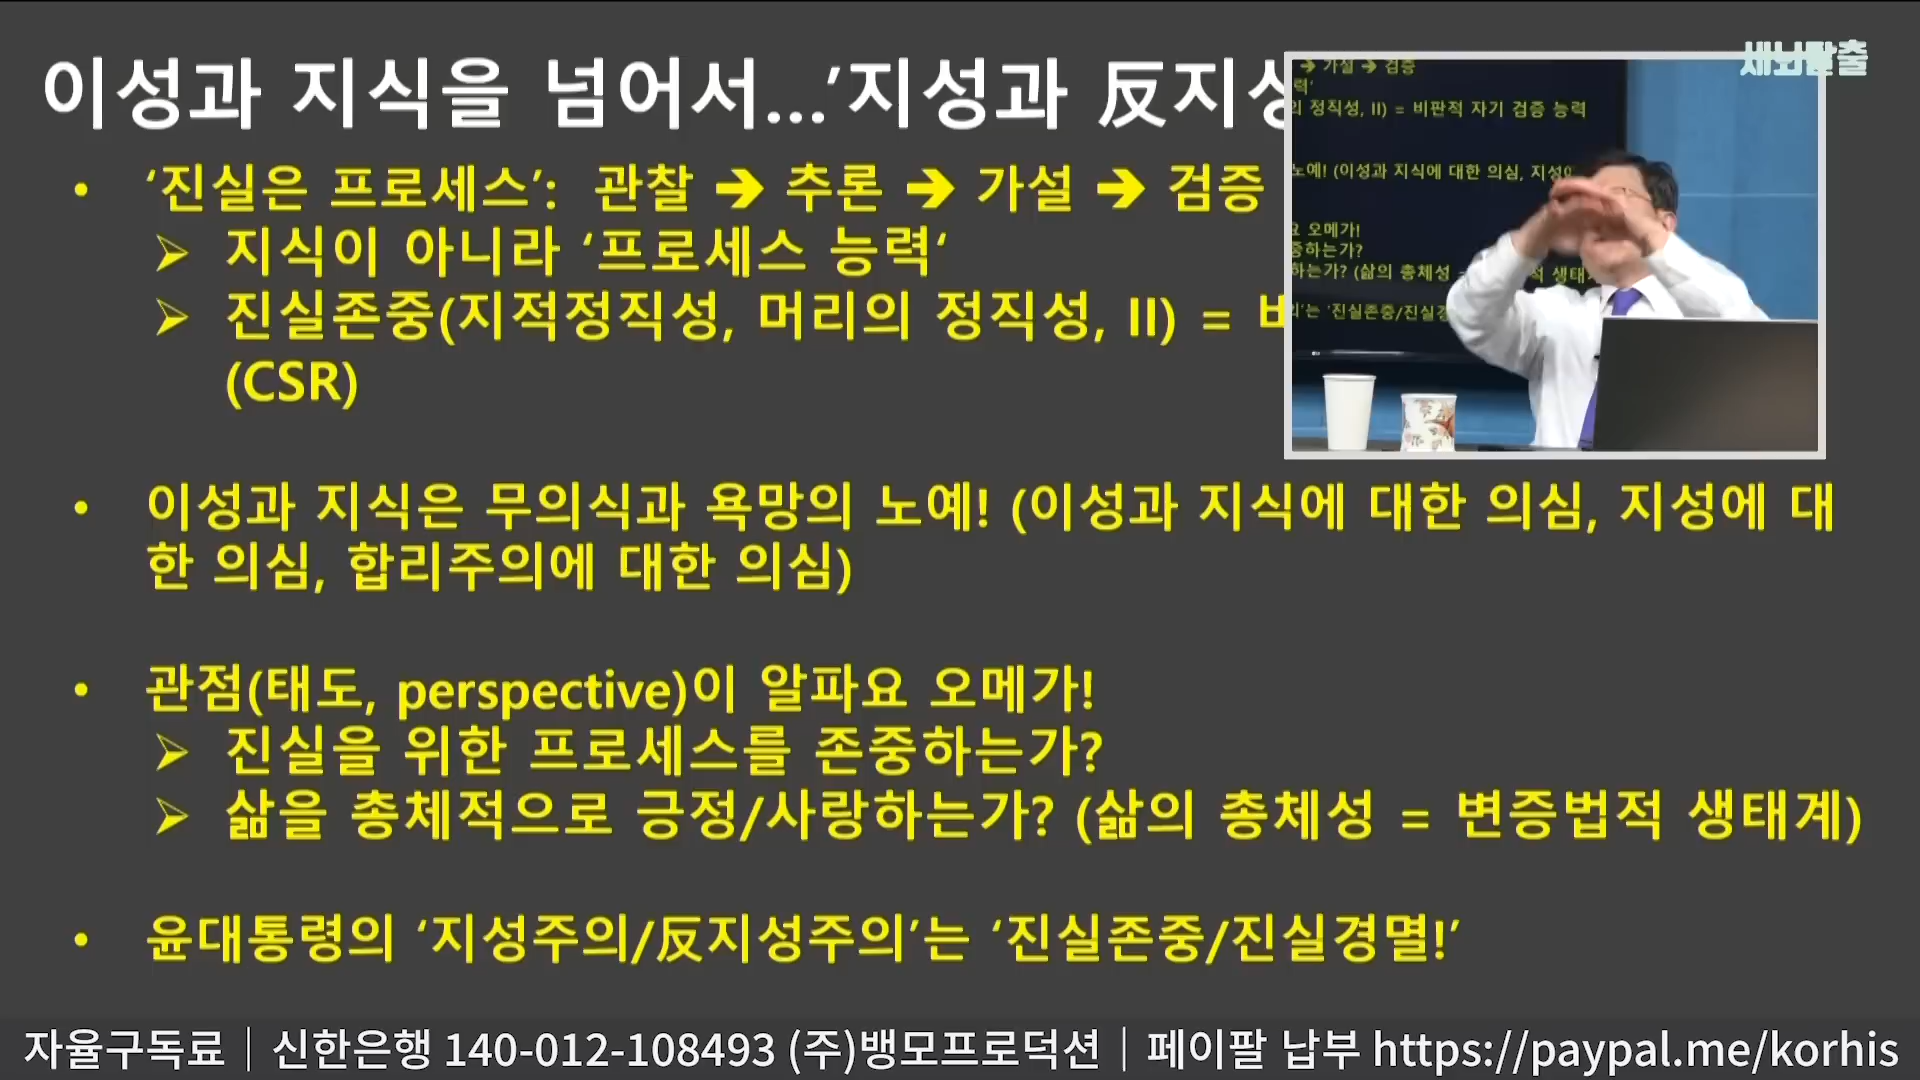 이성과 지식을 넘어서...'지성과 反지성
• '진실은 프로세스': 관찰 ➔ 추론 ➔ 가설 ➔ 검증
➢ 지식이 아니라 '프로세스 능력'
➢ 진실존중(지적정직성, 머리의 정직성, II) =
(CSR)
• 이성과 지식은 무의식과 욕망의 노예! (이성과 지식에 대한 의심, 지성에 대
한 의심, 합리주의에 대한 의심)
• 관점(태도, perspective)이 알파요 오메가!
➢ 진실을 위한 프로세스를 존중하는가?
➢ 삶을 총체적으로 긍정/사랑하는가? (삶의 총체성 = 변증법적 생태계)
• 윤대통령의 '지성주의/反지성주의'는 '진실존중/진실경멸!'
세뇌탈출
➔ 가설 ➔ 검증
력'
의 정직성, II) = 비판적 자기 검증 능력
노예! (이성과 지식에 대한 의심, 지성에
요 오메가!
중하는가?
하는가? (삶의 총체성 적 생태
의'는 '진실존중/진실경
자율구독료 | 신한은행 140-012-108493 (주)뱅모프로덕션 | 페이팔 납부 https://paypal.me/korhis